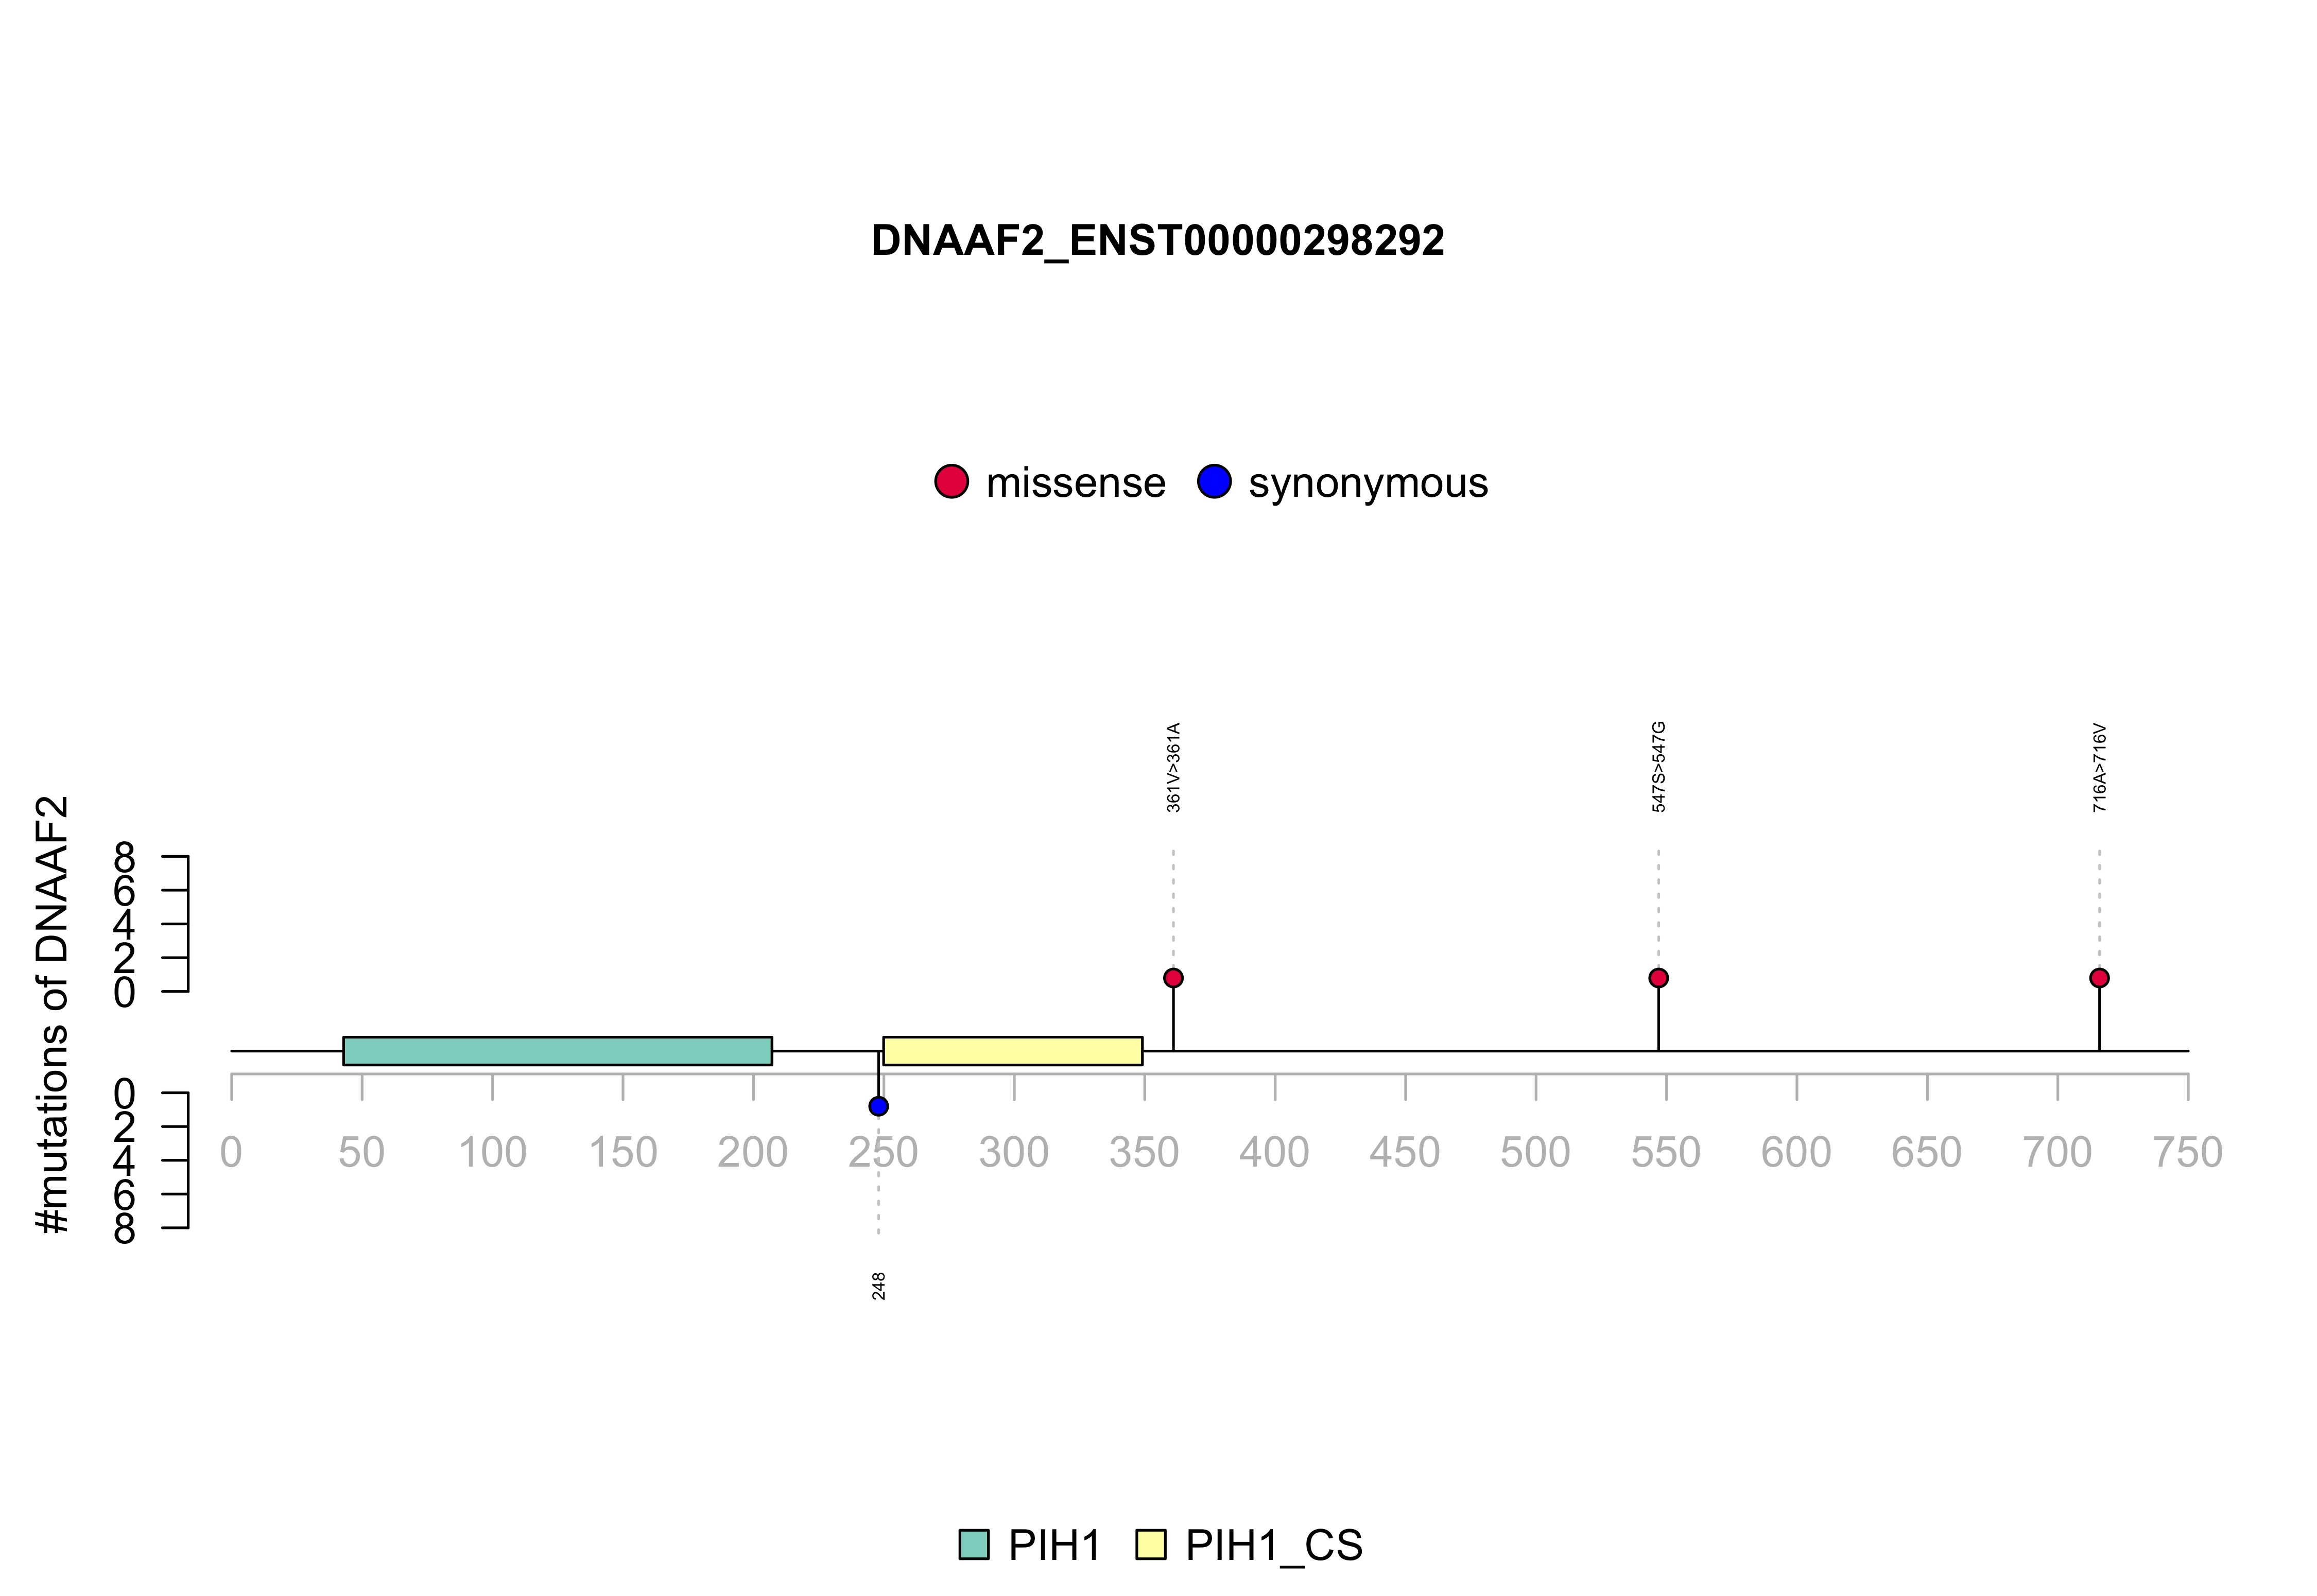 DNAAF2_ENST00000298292
missense synonymous
361V>361A 547S>547G 716A>716V
#mutations of DNAAF2
8
6
4
2
0
0
2
4
6
8
0 50 100 150 200 250 300 350 400 450 500 550 600 650 700 750
248
PIH1 PIH1_CS